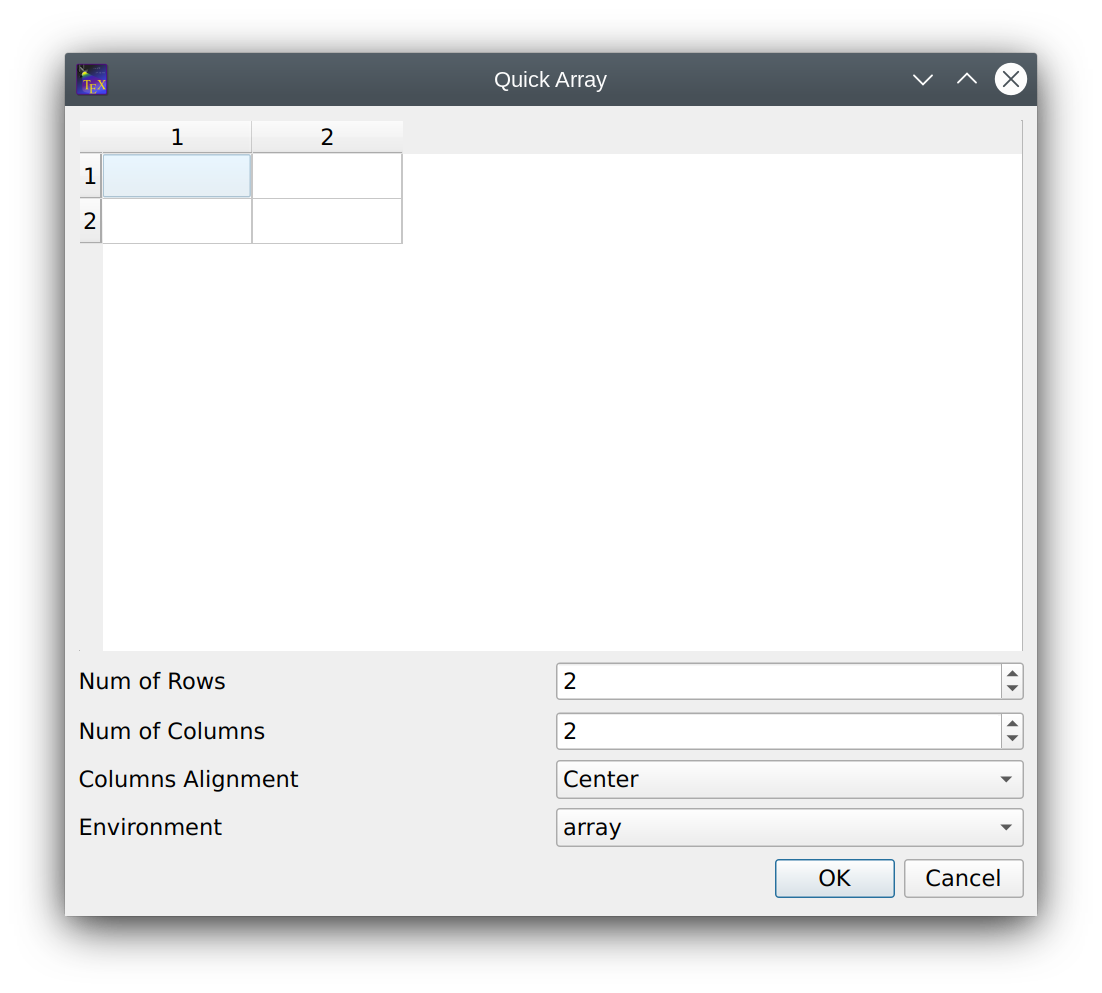 TEX
Quick Array
1 2
1
2
Num of Rows 2
Num of Columns 2
Columns Alignment Center
Environment array
OK Cancel